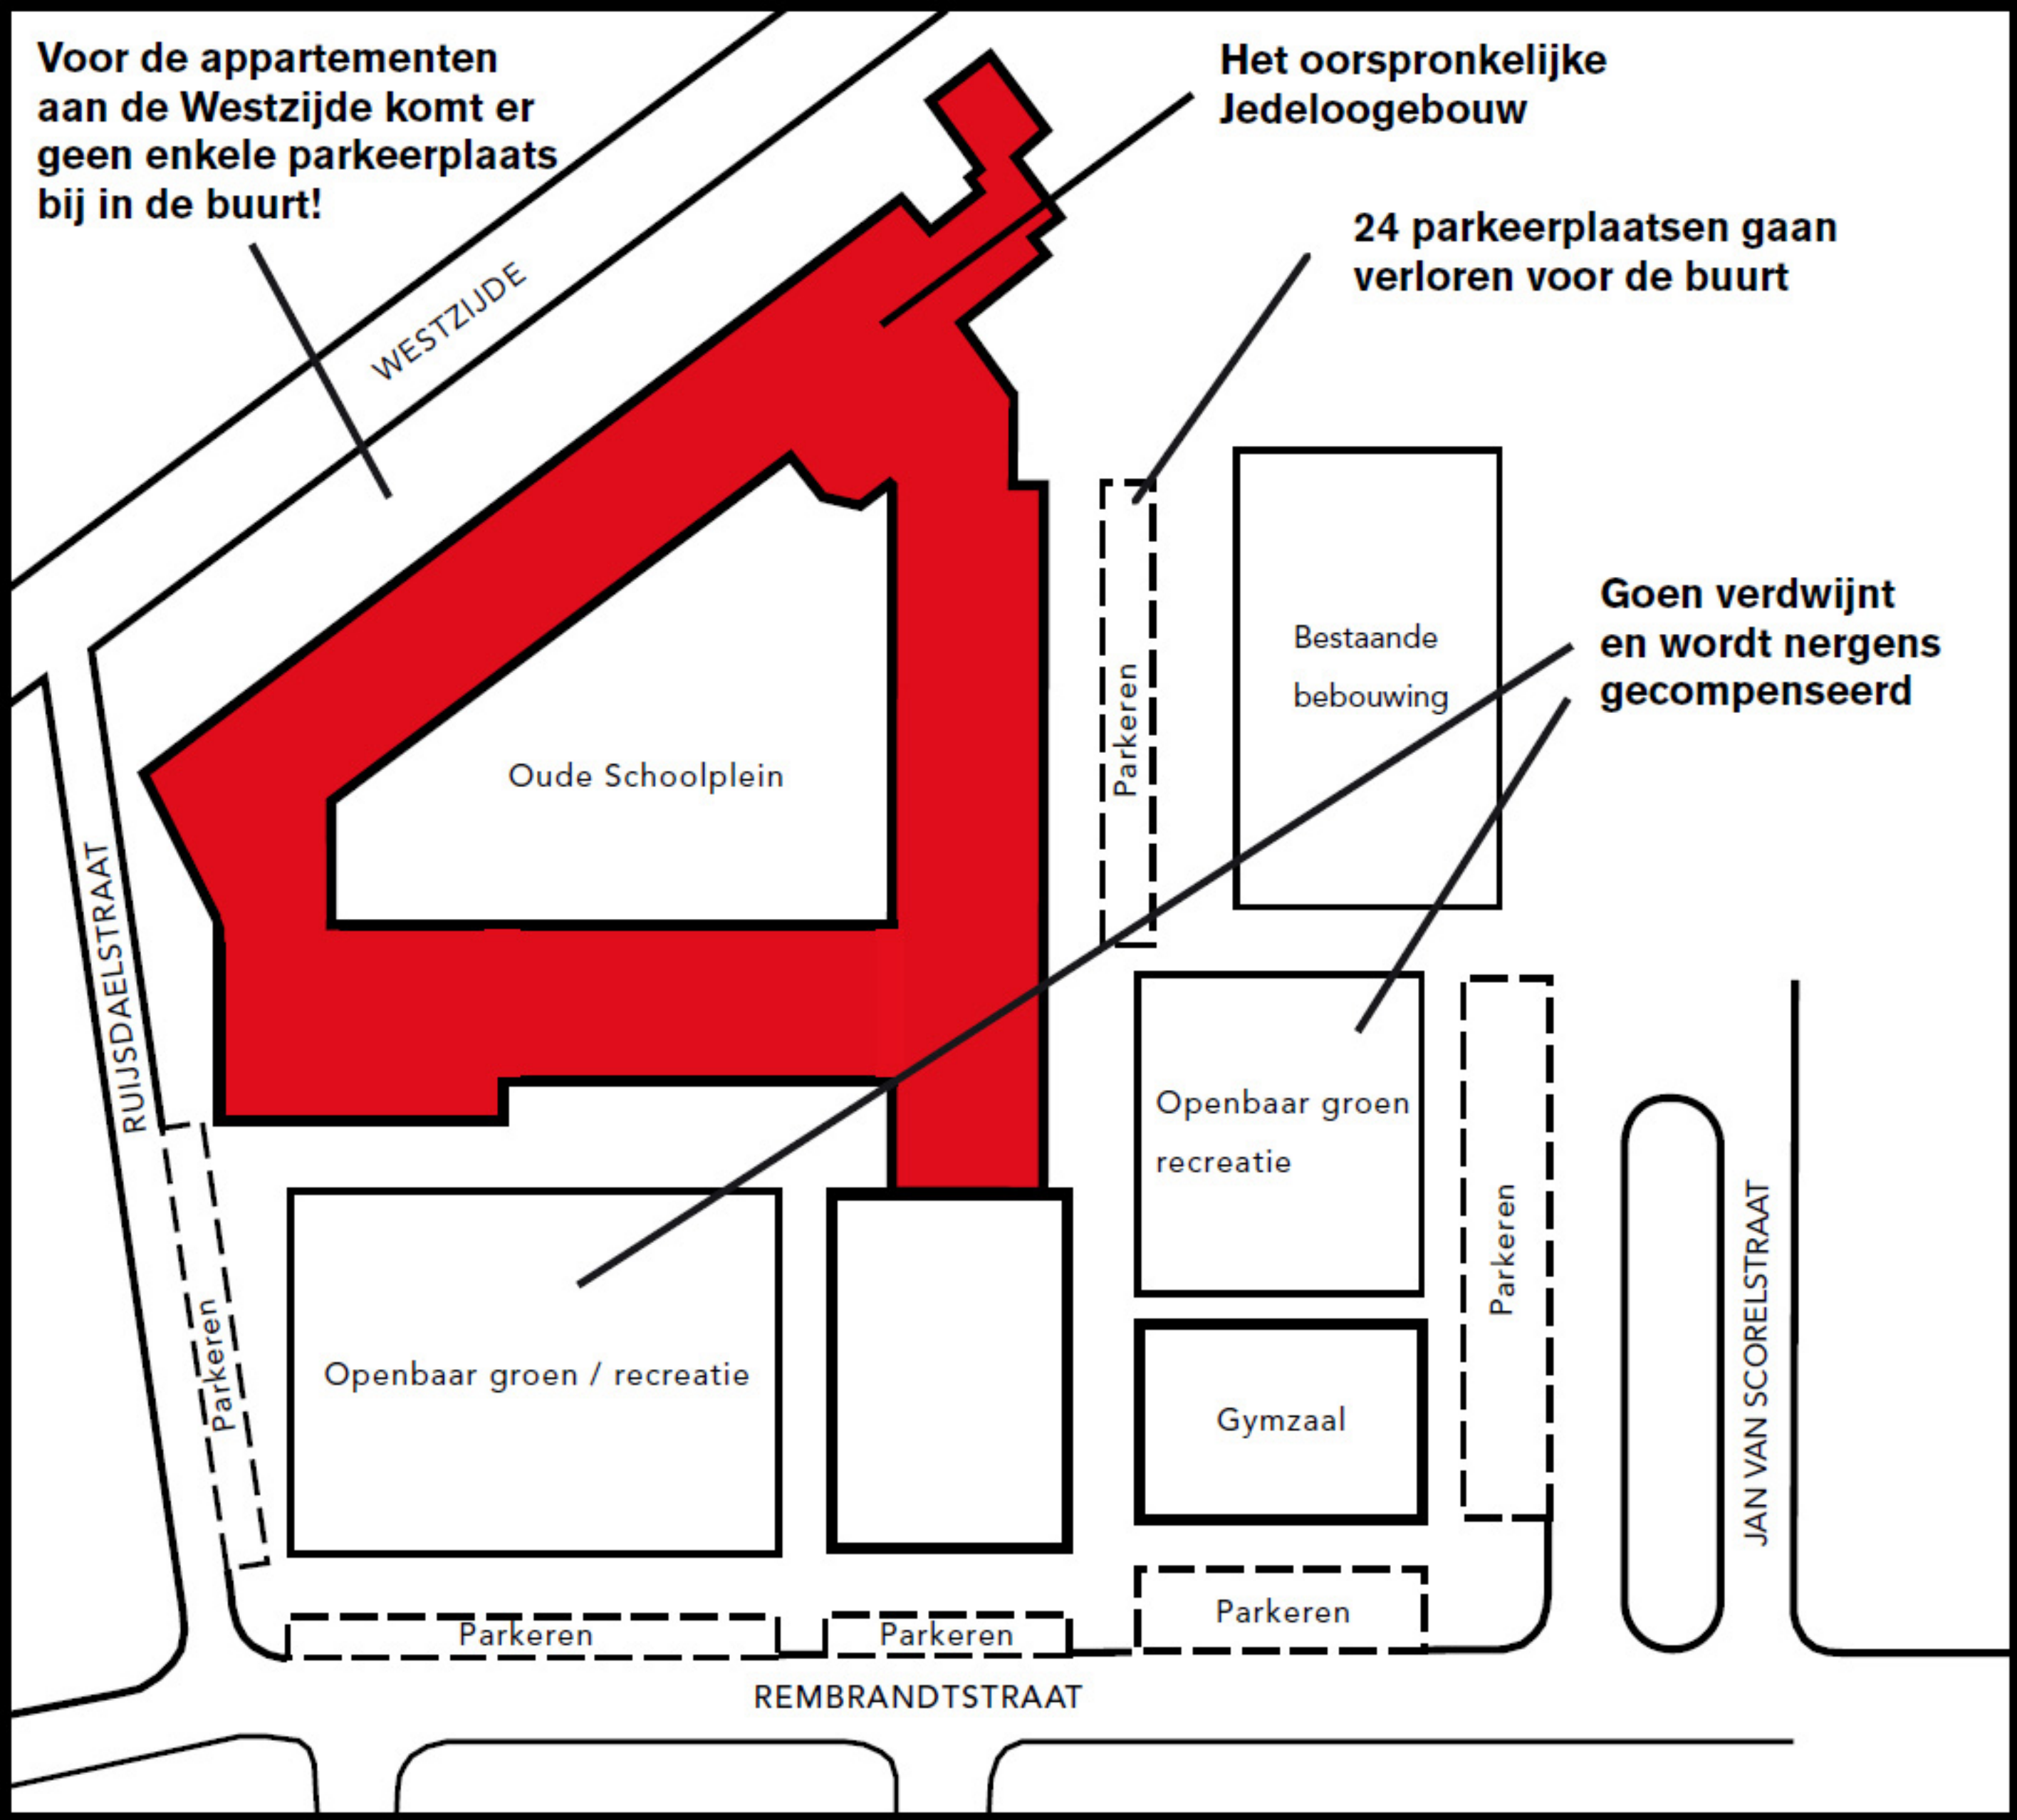 Voor de appartementen
aan de Westzijde komt er
geen enkele parkeerplaats
bij in de buurt!
Het oorspronkelijke
Jedeloogebouw
24 parkeerplaatsen gaan
verloren voor de buurt
WESTZIJDE
Goen verdwijnt
en wordt nergens
gecompenseerd
Bestaande
bebouwing
Parkeren
Oude Schoolplein
RUIJSDAELSTRAAT
Openbaar groen
recreatie
Parkeren
JAN VAN SCORELSTRAAT
Parkeren
Openbaar groen / recreatie
Gymzaal
Parkeren
Parkeren
Parkeren
REMBRANDTSTRAAT